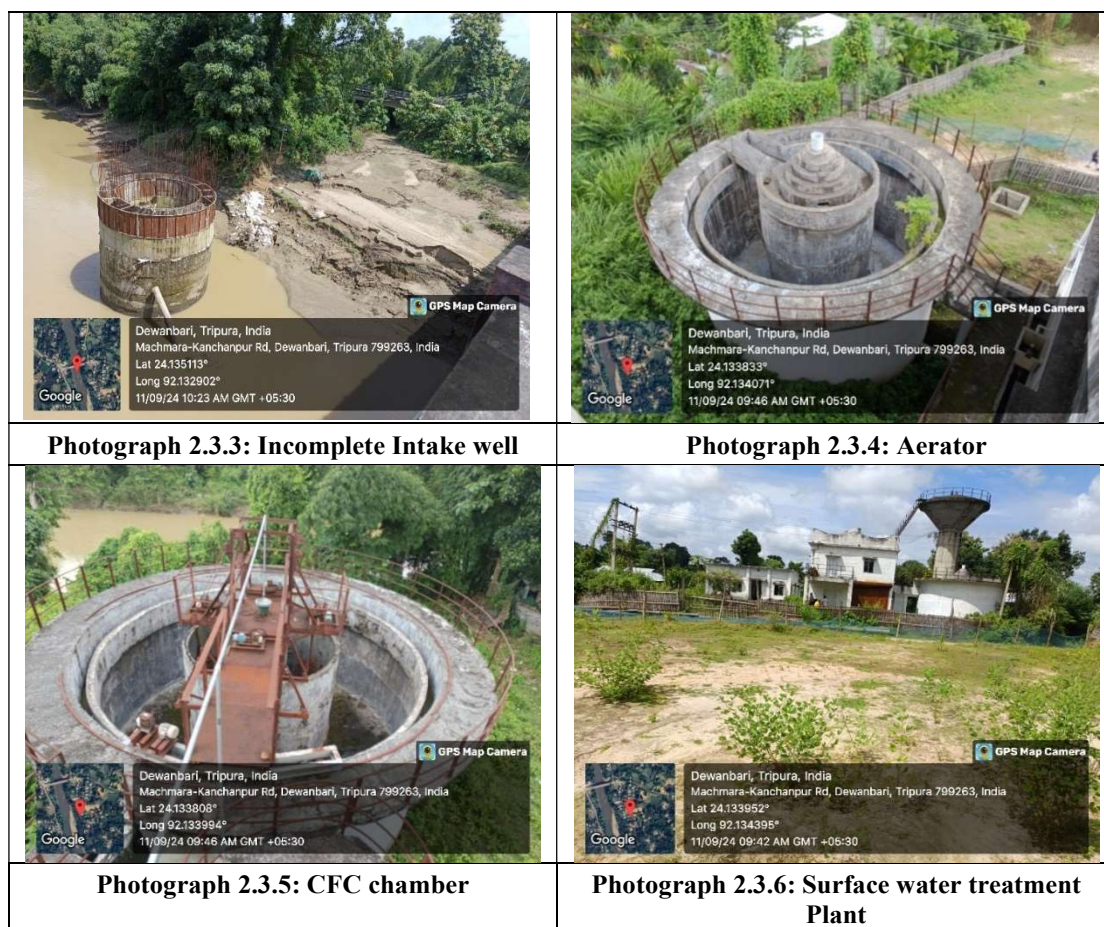 GPS Map Camera
Dewanbari, Tripura, India
Machmara-Kanchanpur Rd, Dewanbari, Tripura 799263, India
Lat 24.135113°
Long 92.132902°
11/09/24 10:23 AM GMT +05:30
Google
Photograph 2.3.3: Incomplete Intake well
GPS Map Camera
Dewanbari, Tripura, India
Machmara-Kanchanpur Rd, Dewanbari, Tripura 799263, India
Lat 24.133833°
Long 92.134071°
11/09/24 09:46 AM GMT +05:30
Google
Photograph 2.3.4: Aerator
GPS Map Camera
Dewanbari, Tripura, India
Machmara-Kanchanpur Rd, Dewanbari, Tripura 799263, India
Lat 24.133808°
Long 92.133994°
11/09/24 09:46 AM GMT +05:30
Google
Photograph 2.3.5: CFC chamber
GPS Map Camera
Dewanbari, Tripura, India
Machmara-Kanchanpur Rd, Dewanbari, Tripura 799263, India
Lat 24.133952°
Long 92.134395°
11/09/24 09:42 AM GMT +05:30
Google
Photograph 2.3.6: Surface water treatment
Plant